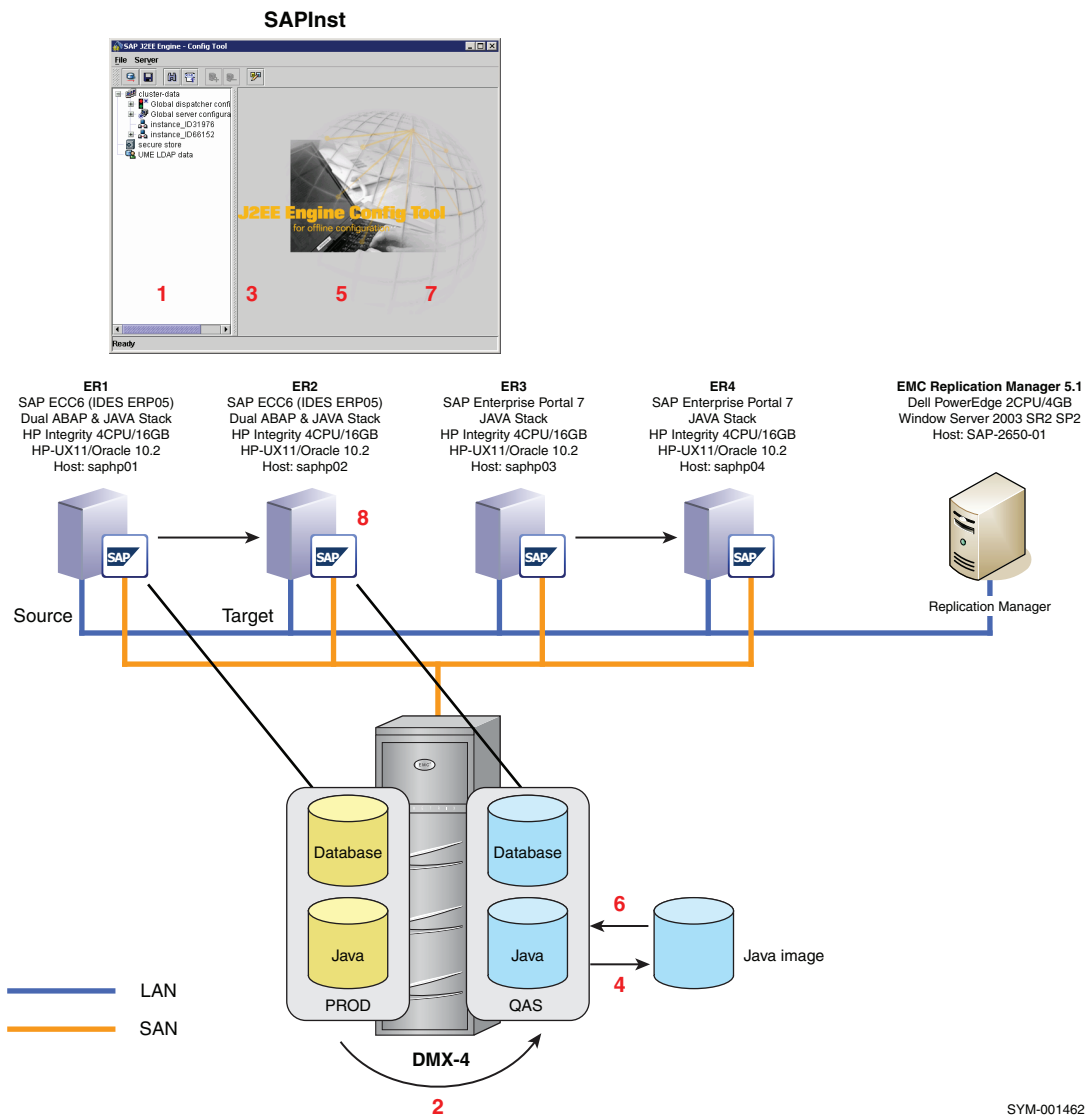 SAPInst
SAP J2EE Engine - Config Tool
File Server
cluster-data
Global dispatcher confi
Global server configura
instance_ID31976
instance_ID66152
secure store
UME LDAP data
J2EE Engine Config Tool
for offline configuration
1 3 5 7
Ready
ER1
SAP ECC6 (IDES ERP05)
Dual ABAP & JAVA Stack
HP Integrity 4CPU/16GB
HP-UX11/Oracle 10.2
Host: saphp01
ER2
SAP ECC6 (IDES ERP05)
Dual ABAP & JAVA Stack
HP Integrity 4CPU/16GB
HP-UX11/Oracle 10.2
Host: saphp02
ER3
SAP Enterprise Portal 7
JAVA Stack
HP Integrity 4CPU/16GB
HP-UX11/Oracle 10.2
Host: saphp03
ER4
SAP Enterprise Portal 7
JAVA Stack
HP Integrity 4CPU/16GB
HP-UX11/Oracle 10.2
Host: saphp04
EMC Replication Manager 5.1
Dell PowerEdge 2CPU/4GB
Window Server 2003 SR2 SP2
Host: SAP-2650-01
8
SAP
SAP
SAP
SAP
Source
Target
Replication Manager
EMC
Database
Database
Java
Java
PROD
QAS
6
4
Java image
LAN
SAN
DMX-4
2
SYM-001462